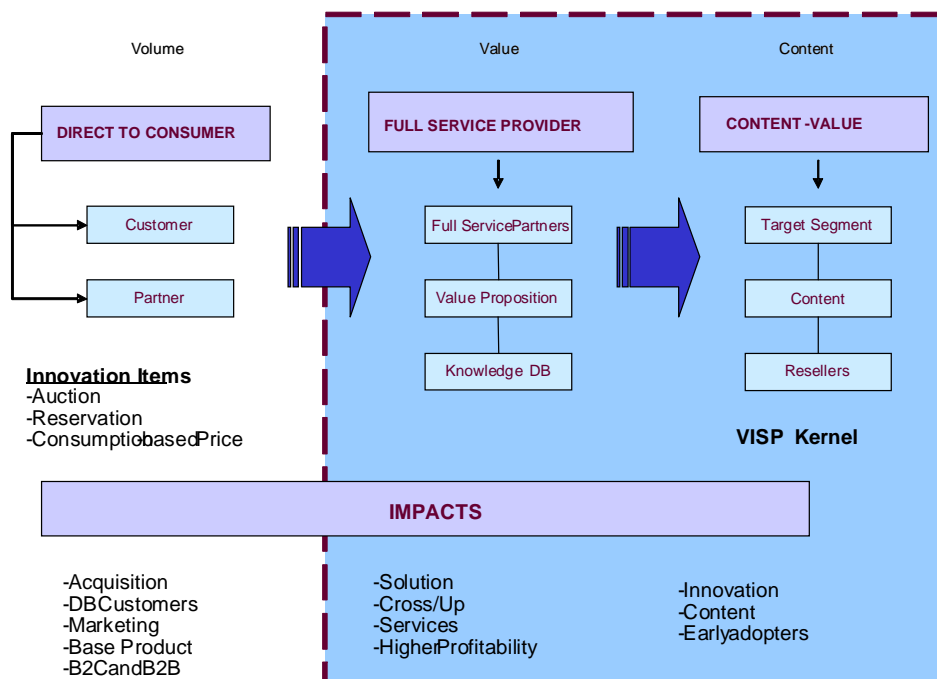 Volume
Value
Content
DIRECT TO CONSUMER
FULL SERVICE PROVIDER
CONTENT -VALUE
Customer
Full ServicePartners
Target Segment
Partner
Value Proposition
Content
Knowledge DB
Resellers
Innovation Items
-Auction
-Reservation
-Consumption-basedPrice
VISP Kernel
IMPACTS
-Acquisition
-DBCustomers
-Marketing
-Base Product
-B2CandB2B
-Solution
-Cross/Up
-Services
-HigherProfitability
-Innovation
-Content
-Earlyadopters